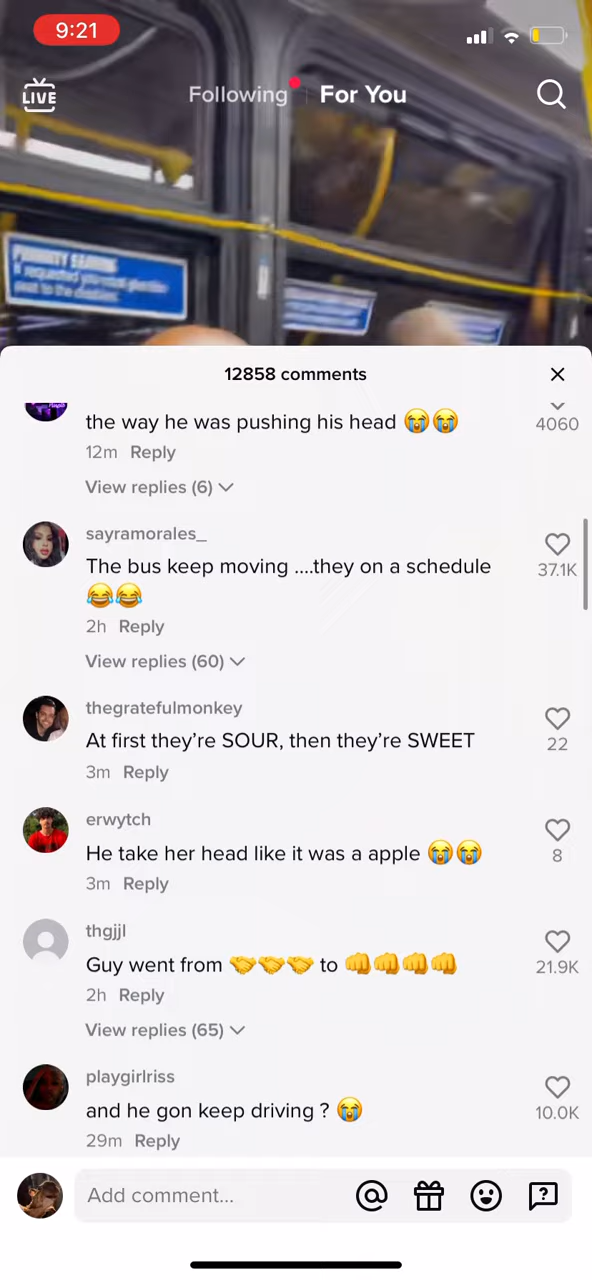 9:21
LIVE
Following
For You
PRIORITY SEATING
12858 comments
the way he was pushing his head 😭😭
4060
12m Reply
View replies (6)
sayramorales_
The bus keep moving ....they on a schedule
😂😂
37.1K
2h Reply
View replies (60)
thegratefulmonkey
At first they're SOUR, then they're SWEET
22
3m Reply
erwytch
He take her head like it was a apple 😭😭
8
3m Reply
thgjjl
Guy went from 🤝🤝🤝 to 👊👊👊👊
21.9K
2h Reply
View replies (65)
playgirlriss
and he gon keep driving ? 😭
10.0K
29m Reply
Add comment...